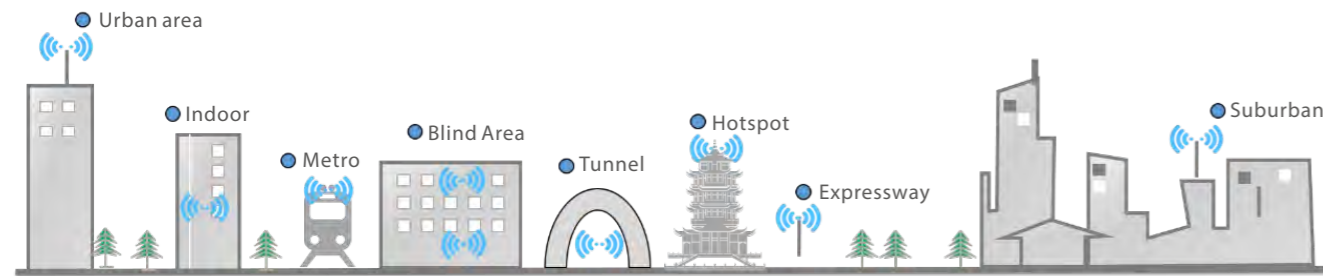 Urban area
Indoor
Metro
Blind Area
Tunnel
Hotspot
Expressway
Suburban